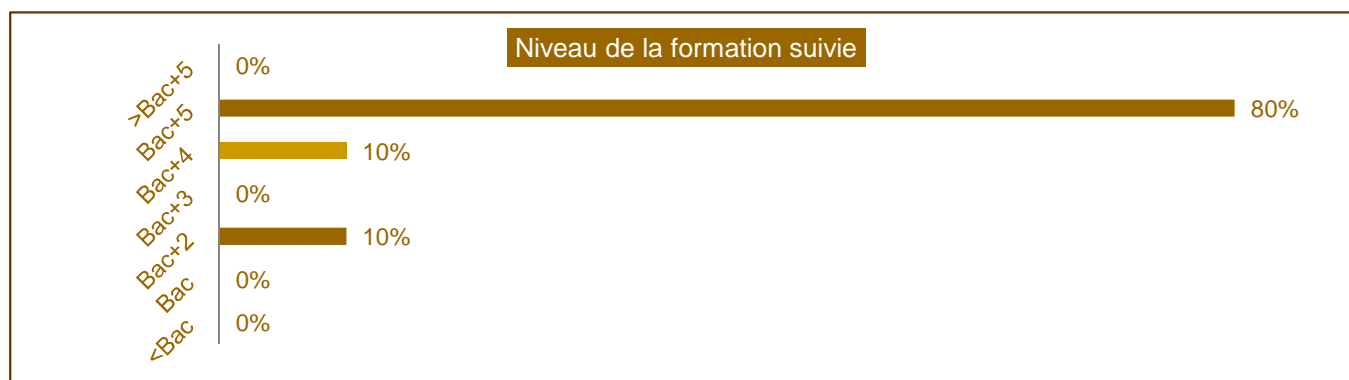 Niveau de la formation suivie
>Bac+5 0%
Bac+5 80%
Bac+4 10%
Bac+3 0%
Bac+2 10%
Bac 0%
<Bac 0%